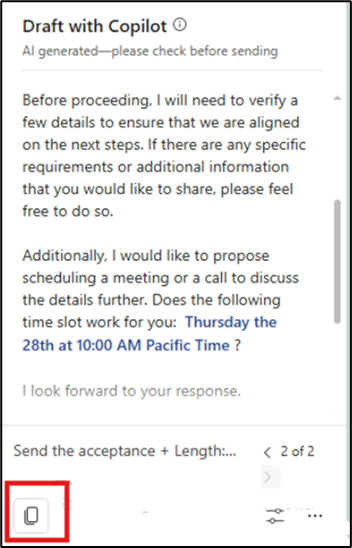 Draft with Copilot
AI generated—please check before sending
Before proceeding, I will need to verify a
few details to ensure that we are aligned
on the next steps. If there are any specific
requirements or additional information
that you would like to share, please feel
free to do so.
Additionally, I would like to propose
scheduling a meeting or a call to discuss
the details further. Does the following
time slot work for you: Thursday the
28th at 10:00 AM Pacific Time ?
I look forward to your response.
Send the acceptance + Length:... < 2 of 2
>
...